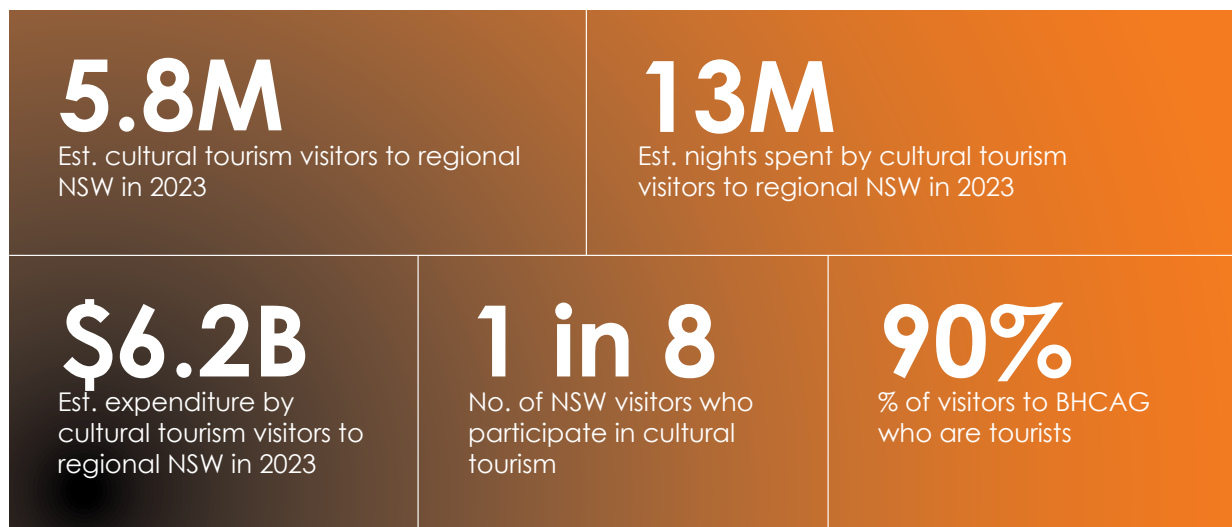 5.8M
Est. cultural tourism visitors to regional
NSW in 2023
13M
Est. nights spent by cultural tourism
visitors to regional NSW in 2023
$6.2B
Est. expenditure by
cultural tourism visitors to
regional NSW in 2023
1 in 8
No. of NSW visitors who
participate in cultural
tourism
90%
% of visitors to BHCAG
who are tourists